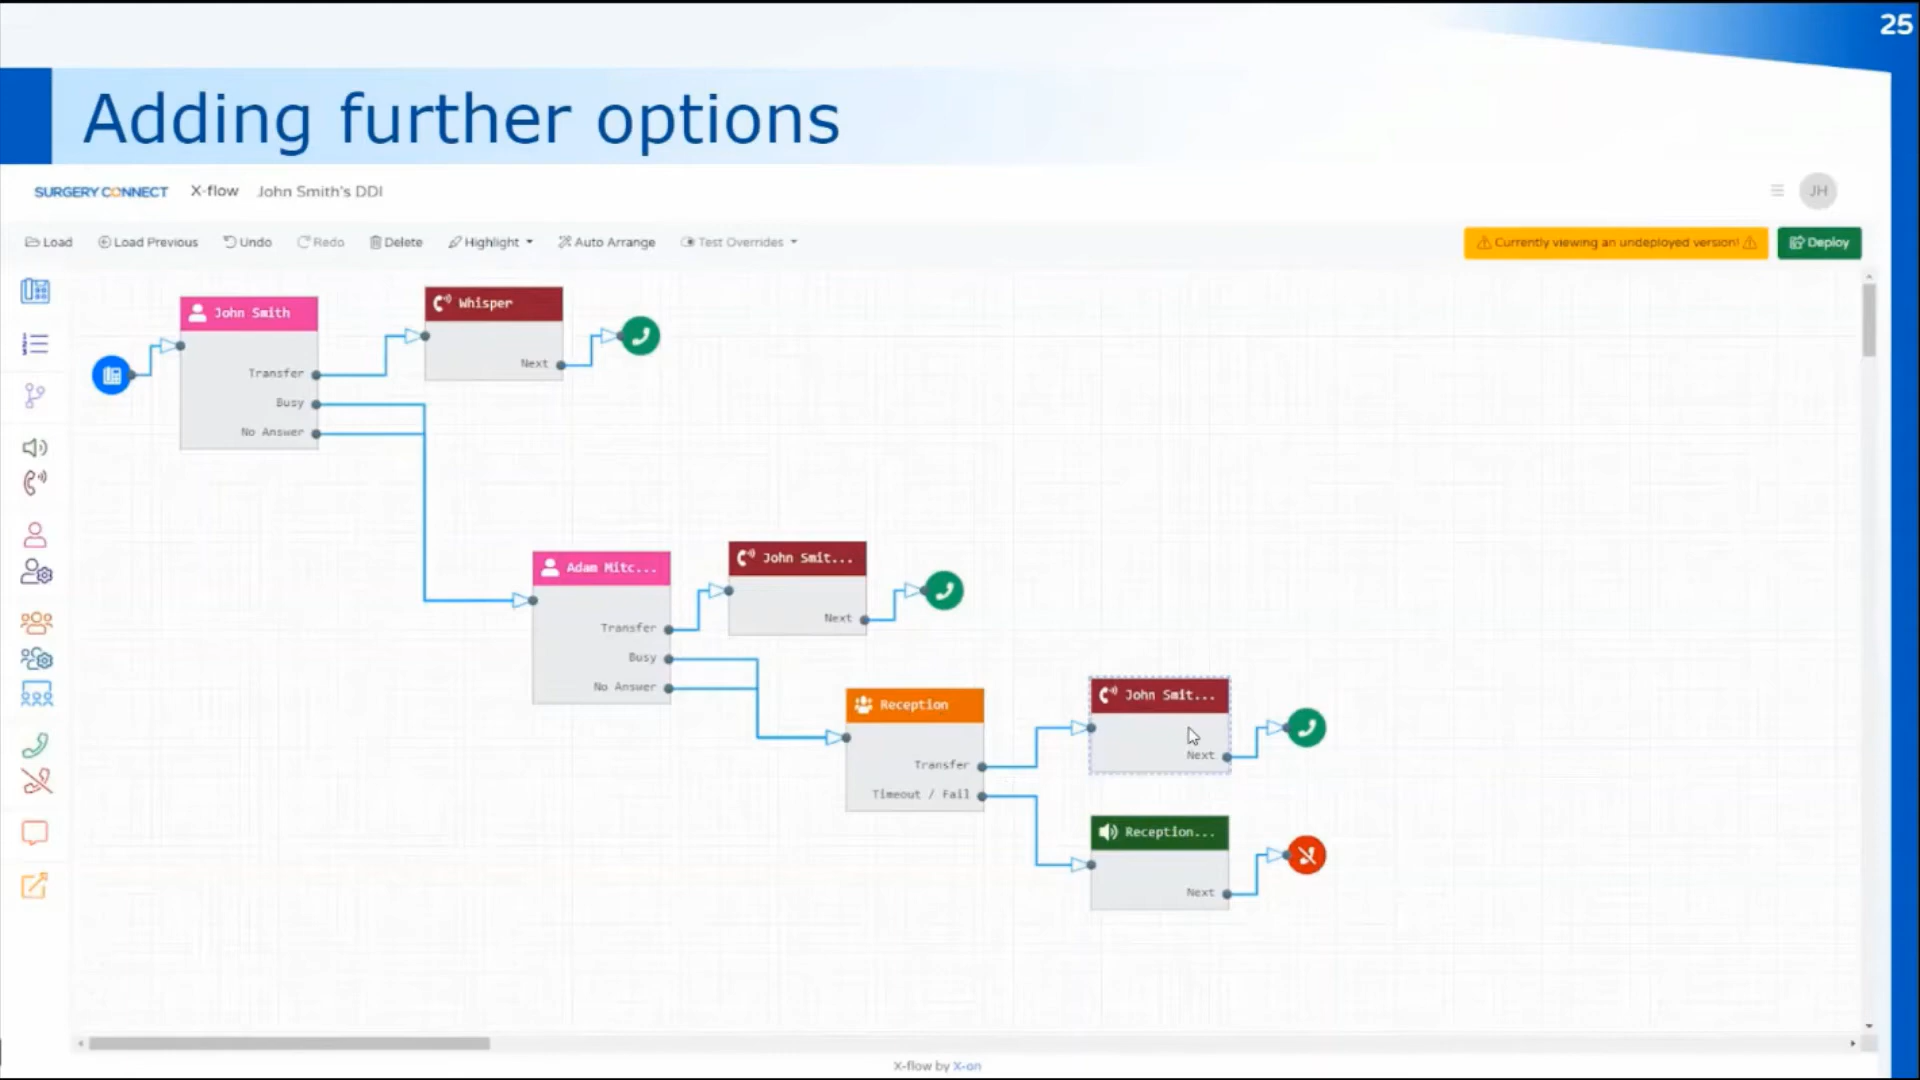 25
Adding further options
SURGERY CONNECT X-flow John Smith's DDI JH
Load Load Previous Undo Redo Delete Highlight Auto Arrange Test Overrides Currently viewing an undeployed version! Deploy
John Smith
Transfer
Busy
No Answer
Whisper
Next
Adam Mitc...
Transfer
Busy
No Answer
John Smit...
Next
Reception
Transfer
Timeout / Fail
John Smit...
Next
Reception...
Next
X-flow by X-on